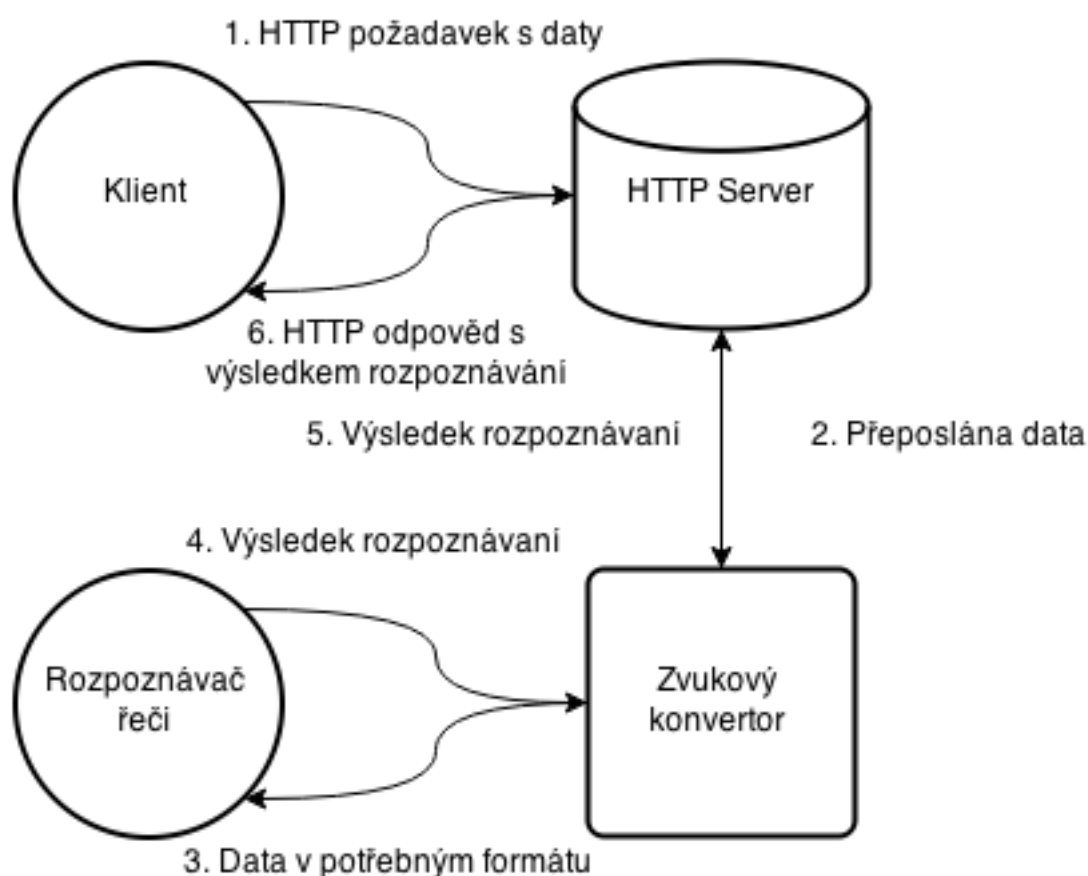 1. HTTP požadavek s daty
Klient
HTTP Server
6. HTTP odpověd s
výsledkem rozpoznávání
5. Výsledek rozpoznávaní
2. Přeposlána data
4. Výsledek rozpoznávaní
Rozpoznávač
řeči
Zvukový
konvertor
3. Data v potřebným formátu